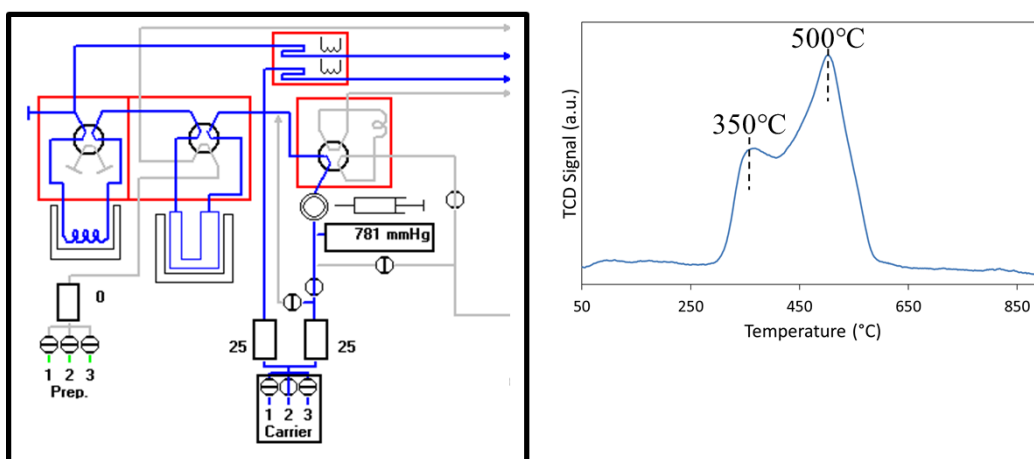 781 mmHg
0
25 25
1 2 3
Prep.
1 2 3
Carrier
500°C
350°C
TCD Signal (a.u.)
50 250 450 650 850
Temperature (°C)